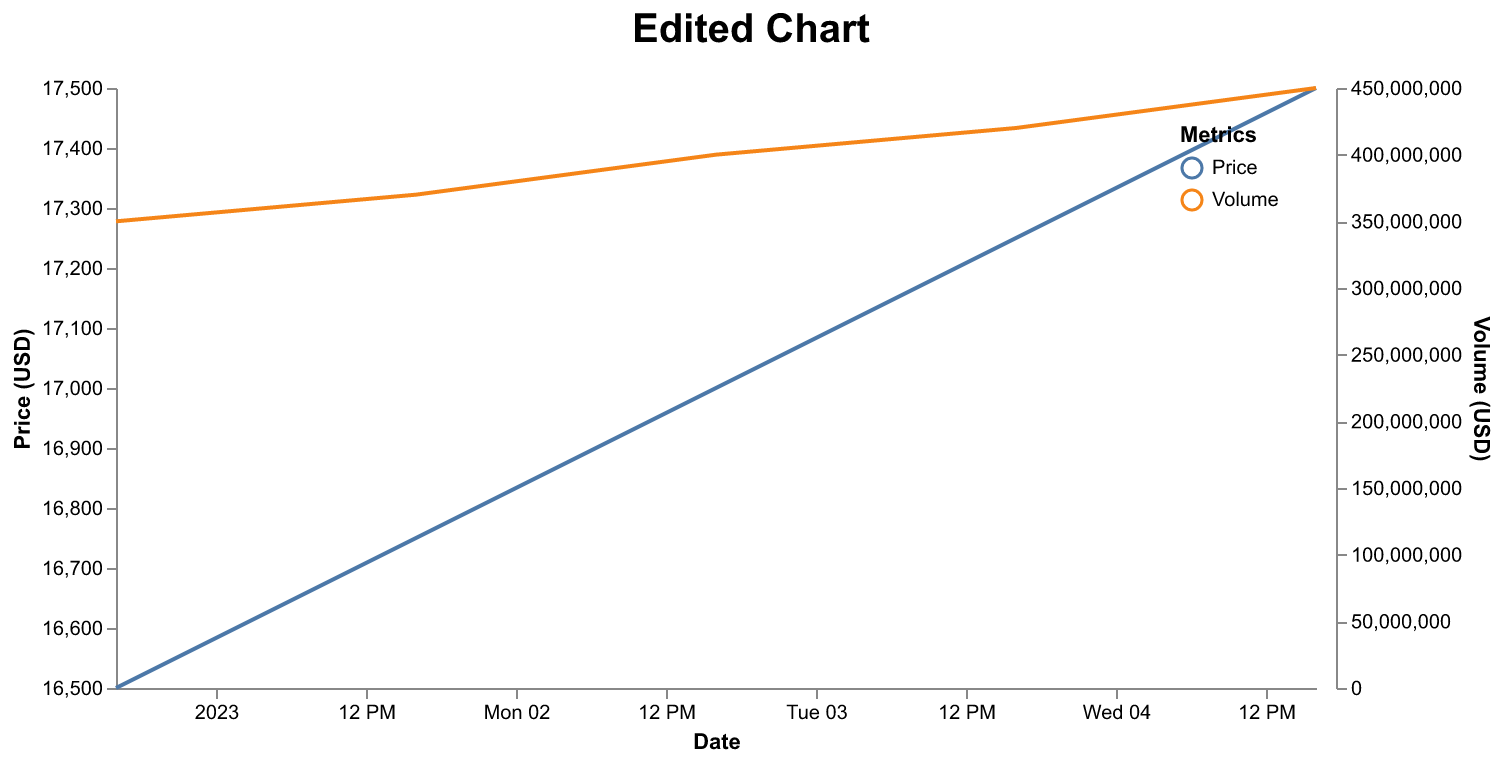 Edited Chart
17,500
17,400
17,300
17,200
17,100
17,000
16,900
16,800
16,700
16,600
16,500
Price (USD)
450,000,000
400,000,000
350,000,000
300,000,000
250,000,000
200,000,000
150,000,000
100,000,000
50,000,000
0
Volume (USD)
Metrics
Price
Volume
2023 12 PM Mon 02 12 PM Tue 03 12 PM Wed 04 12 PM
Date